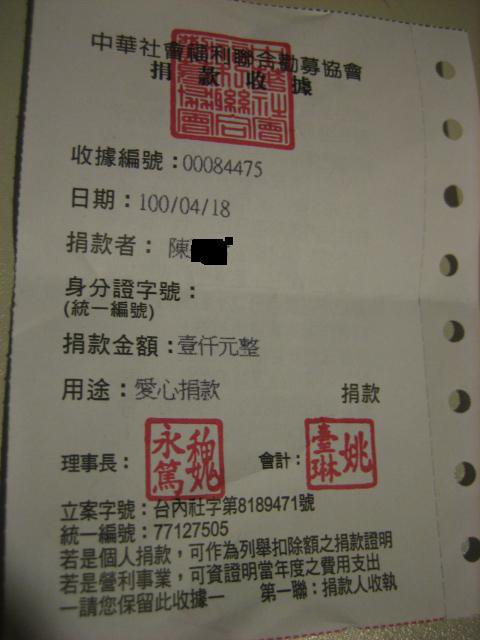 中華社會福利聯合勸募協會
捐款收據
收據編號：00084475
日期：100/04/18
捐款者：陳
身分證字號：
(統一編號)
捐款金額：壹仟元整
用途：愛心捐款 捐款
理事長： 魏永篤 會計： 姚臺琳
立案字號：台內社字第8189471號
統一編號：77127505
若是個人捐款，可作為列舉扣除額之捐款證明
若是營利事業，可資證明當年度之費用支出
－請您保留此收據－ 第一聯：捐款人收執